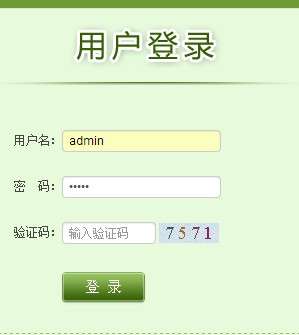 用户登录
用户名: admin
密 码: •••••
验证码: 输入验证码 7571
登 录